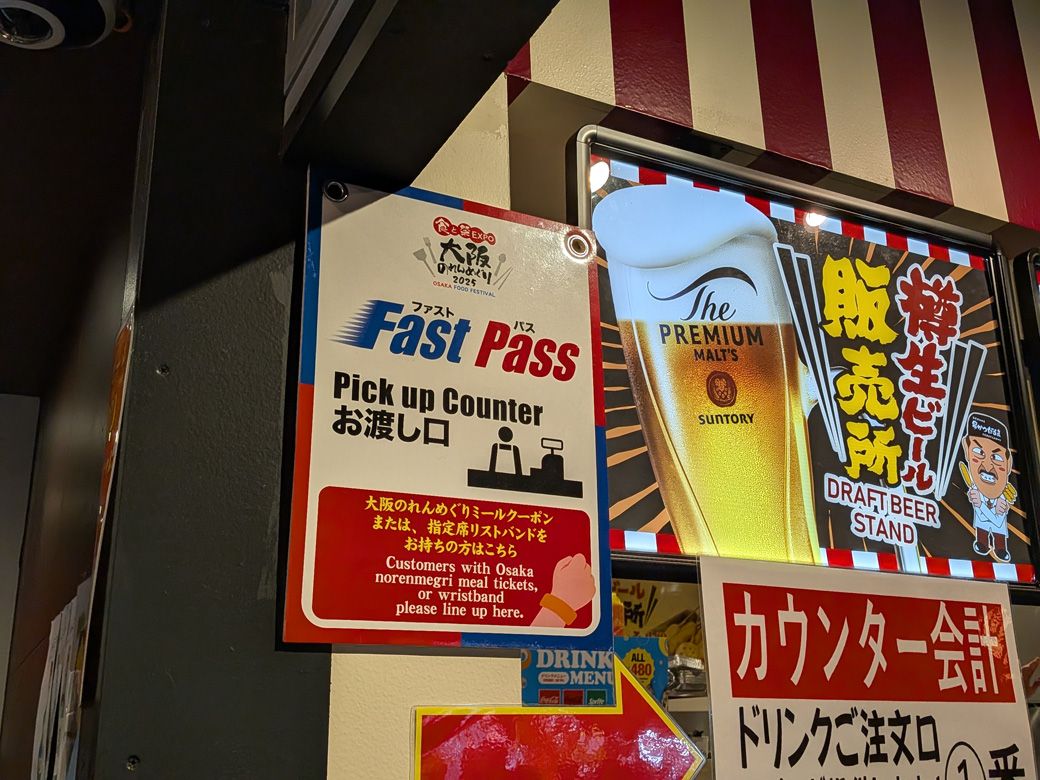 食と祭EXPO
大阪
のれんめぐり
2025
OSAKA FOOD FESTIVAL
ファスト パス
Fast Pass
Pick up Counter
お渡し口
大阪のれんめぐりミールクーポン
または、指定席リストバンドを
お持ちの方はこちら
Customers with Osaka
norenmegri meal tickets,
or wristband
please line up here.
The
PREMIUM
MALT'S
SUNTORY
樽生ビール
販売所
DRAFT BEER
STAND
DRINK
MENU
ALL
480
Coca-Cola
Sprite
カウンター会計
ドリンクご注文口
①番